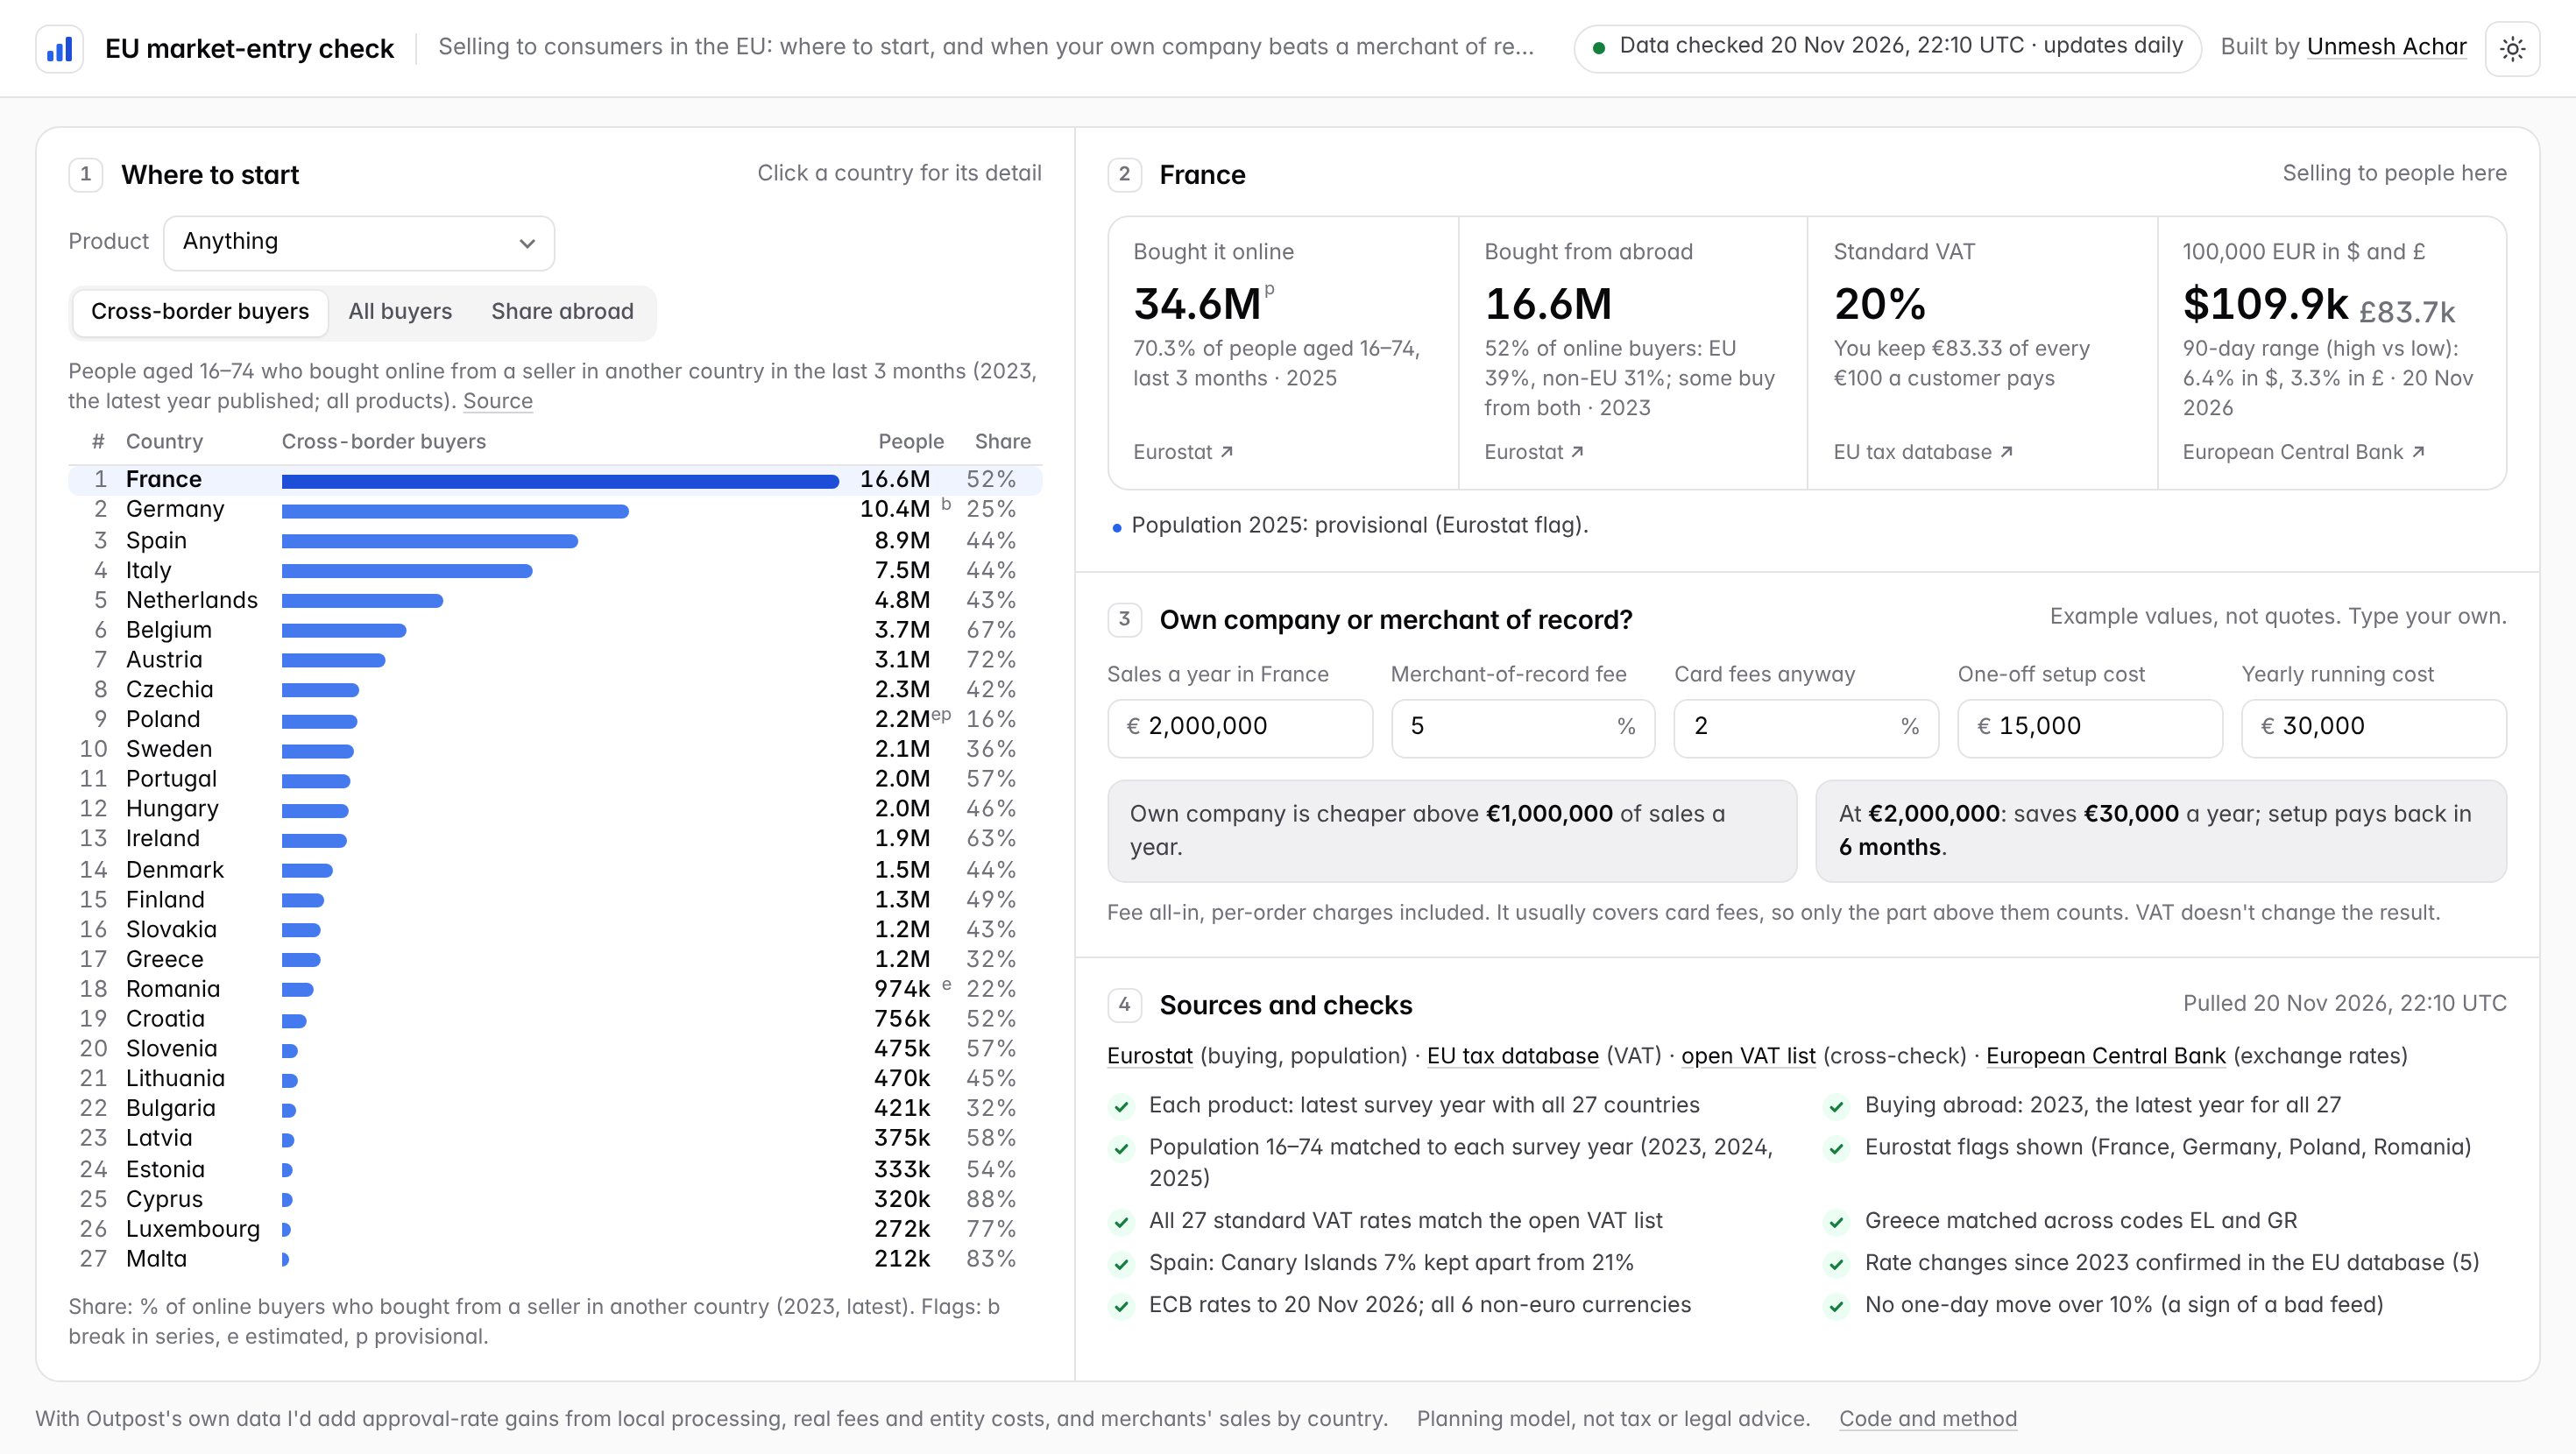 EU market-entry check
Selling to consumers in the EU: where to start, and when your own company beats a merchant of re...
Data checked 20 Nov 2026, 22:10 UTC · updates daily
Built by Unmesh Achar
1 Where to start
Click a country for its detail
Product Anything
Cross-border buyers All buyers Share abroad
People aged 16–74 who bought online from a seller in another country in the last 3 months (2023,
the latest year published; all products). Source
# Country Cross-border buyers People Share
1 France 16.6M 52%
2 Germany 10.4M b 25%
3 Spain 8.9M 44%
4 Italy 7.5M 44%
5 Netherlands 4.8M 43%
6 Belgium 3.7M 67%
7 Austria 3.1M 72%
8 Czechia 2.3M 42%
9 Poland 2.2M ep 16%
10 Sweden 2.1M 36%
11 Portugal 2.0M 57%
12 Hungary 2.0M 46%
13 Ireland 1.9M 63%
14 Denmark 1.5M 44%
15 Finland 1.3M 49%
16 Slovakia 1.2M 43%
17 Greece 1.2M 32%
18 Romania 974k e 22%
19 Croatia 756k 52%
20 Slovenia 475k 57%
21 Lithuania 470k 45%
22 Bulgaria 421k 32%
23 Latvia 375k 58%
24 Estonia 333k 54%
25 Cyprus 320k 88%
26 Luxembourg 272k 77%
27 Malta 212k 83%
Share: % of online buyers who bought from a seller in another country (2023, latest). Flags: b
break in series, e estimated, p provisional.
2 France
Selling to people here
Bought it online
34.6M p
70.3% of people aged 16–74,
last 3 months · 2025
Eurostat ↗
Bought from abroad
16.6M
52% of online buyers: EU
39%, non-EU 31%; some buy
from both · 2023
Eurostat ↗
Standard VAT
20%
You keep €83.33 of every
€100 a customer pays
EU tax database ↗
100,000 EUR in $ and £
$109.9k £83.7k
90-day range (high vs low):
6.4% in $, 3.3% in £ · 20 Nov
2026
European Central Bank ↗
Population 2025: provisional (Eurostat flag).
3 Own company or merchant of record?
Example values, not quotes. Type your own.
Sales a year in France
€ 2,000,000
Merchant-of-record fee
5 %
Card fees anyway
2 %
One-off setup cost
€ 15,000
Yearly running cost
€ 30,000
Own company is cheaper above €1,000,000 of sales a
year.
At €2,000,000: saves €30,000 a year; setup pays back in
6 months.
Fee all-in, per-order charges included. It usually covers card fees, so only the part above them counts. VAT doesn't change the result.
4 Sources and checks
Pulled 20 Nov 2026, 22:10 UTC
Eurostat (buying, population) · EU tax database (VAT) · open VAT list (cross-check) · European Central Bank (exchange rates)
Each product: latest survey year with all 27 countries
Buying abroad: 2023, the latest year for all 27
Population 16–74 matched to each survey year (2023, 2024,
2025)
Eurostat flags shown (France, Germany, Poland, Romania)
All 27 standard VAT rates match the open VAT list
Greece matched across codes EL and GR
Spain: Canary Islands 7% kept apart from 21%
Rate changes since 2023 confirmed in the EU database (5)
ECB rates to 20 Nov 2026; all 6 non-euro currencies
No one-day move over 10% (a sign of a bad feed)
With Outpost's own data I'd add approval-rate gains from local processing, real fees and entity costs, and merchants' sales by country.
Planning model, not tax or legal advice.
Code and method